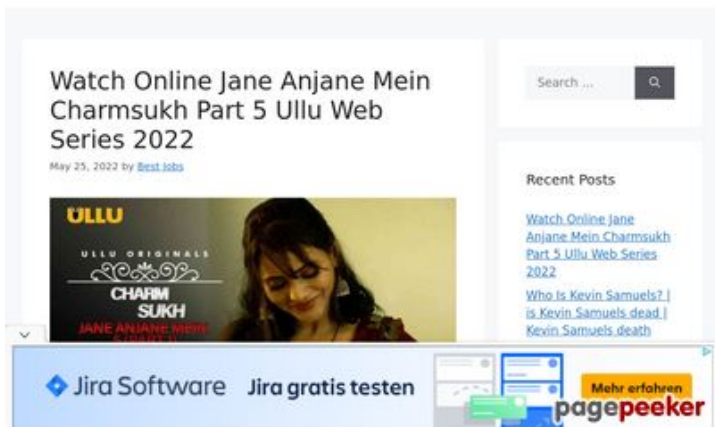 Watch Online Jane Anjane Mein
Charmsukh Part 5 Ullu Web
Series 2022
May 25, 2022 by Best Jobs
ULLU
ULLU ORIGINALS
CHARM
SUKH
JANE ANJANE MEIN
Search ...
Recent Posts
Watch Online Jane
Anjane Mein Charmsukh
Part 5 Ullu Web Series
2022
Who Is Kevin Samuels? |
is Kevin Samuels dead |
Kevin Samuels death
Jira Software Jira gratis testen
Mehr erfahren
pagepeeker